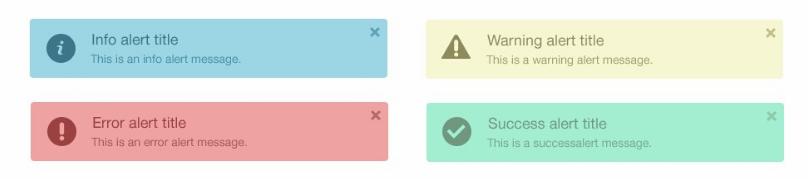 Info alert title
This is an info alert message.
Warning alert title
This is a warning alert message.
Error alert title
This is an error alert message.
Success alert title
This is a successalert message.